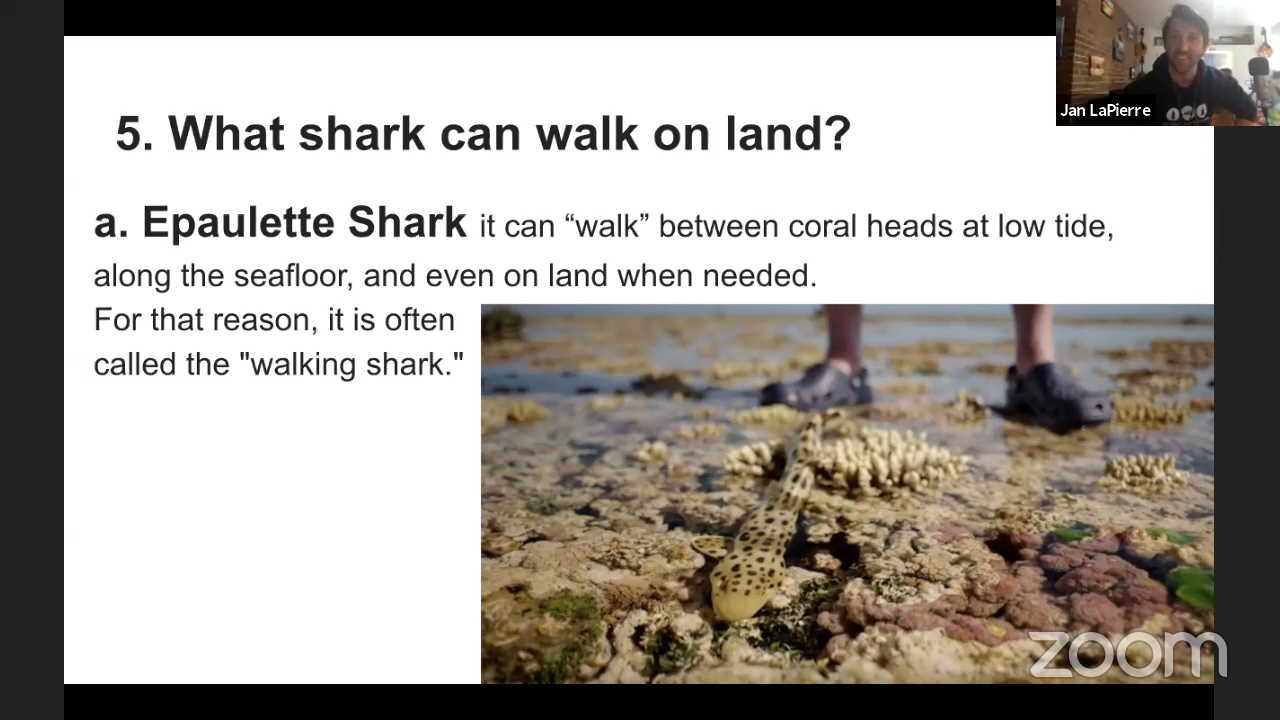 5. What shark can walk on land?
a. Epaulette Shark it can “walk” between coral heads at low tide,
along the seafloor, and even on land when needed.
For that reason, it is often
called the "walking shark."
Jan LaPierre
zoom